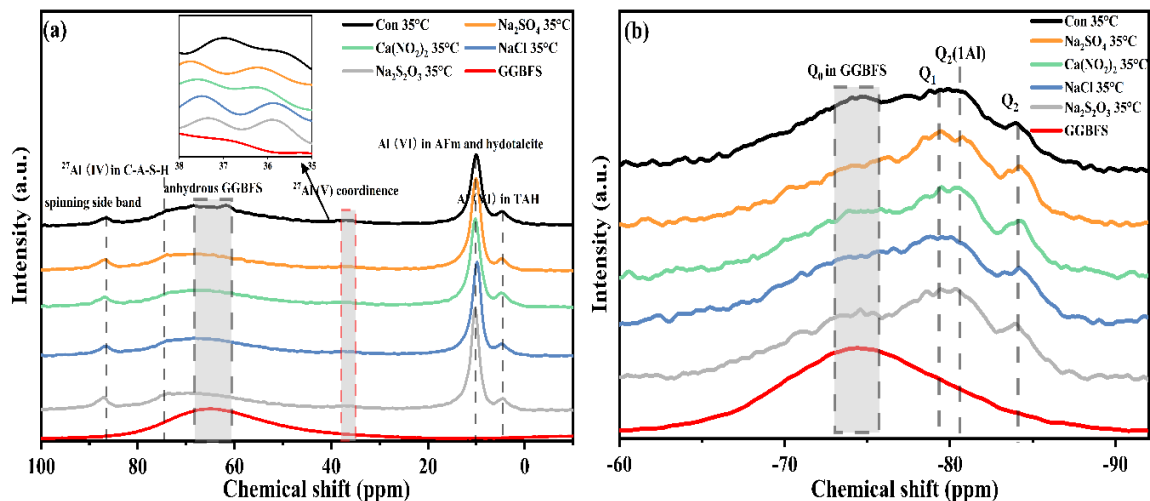 (a)
Con 35°C
Na₂SO₄ 35°C
Ca(NO₂)₂ 35°C
NaCl 35°C
Na₂S₂O₃ 35°C
GGBFS
38 37 36 35
²⁷Al (IV) in C-A-S-H
anhydrous GGBFS
spinning side band
²⁷Al (V) coordinence
Al (VI) in AFm and hydotalcite
in TAH
Intensity (a.u.)
100 80 60 40 20 0
Chemical shift (ppm)
(b)
Con 35°C
Na₂SO₄ 35°C
Ca(NO₂)₂ 35°C
NaCl 35°C
Na₂S₂O₃ 35°C
GGBFS
Q₀ in GGBFS
Q₁
Q₂(1Al)
Q₂
Intensity (a.u.)
-60 -70 -80 -90
Chemical shift (ppm)